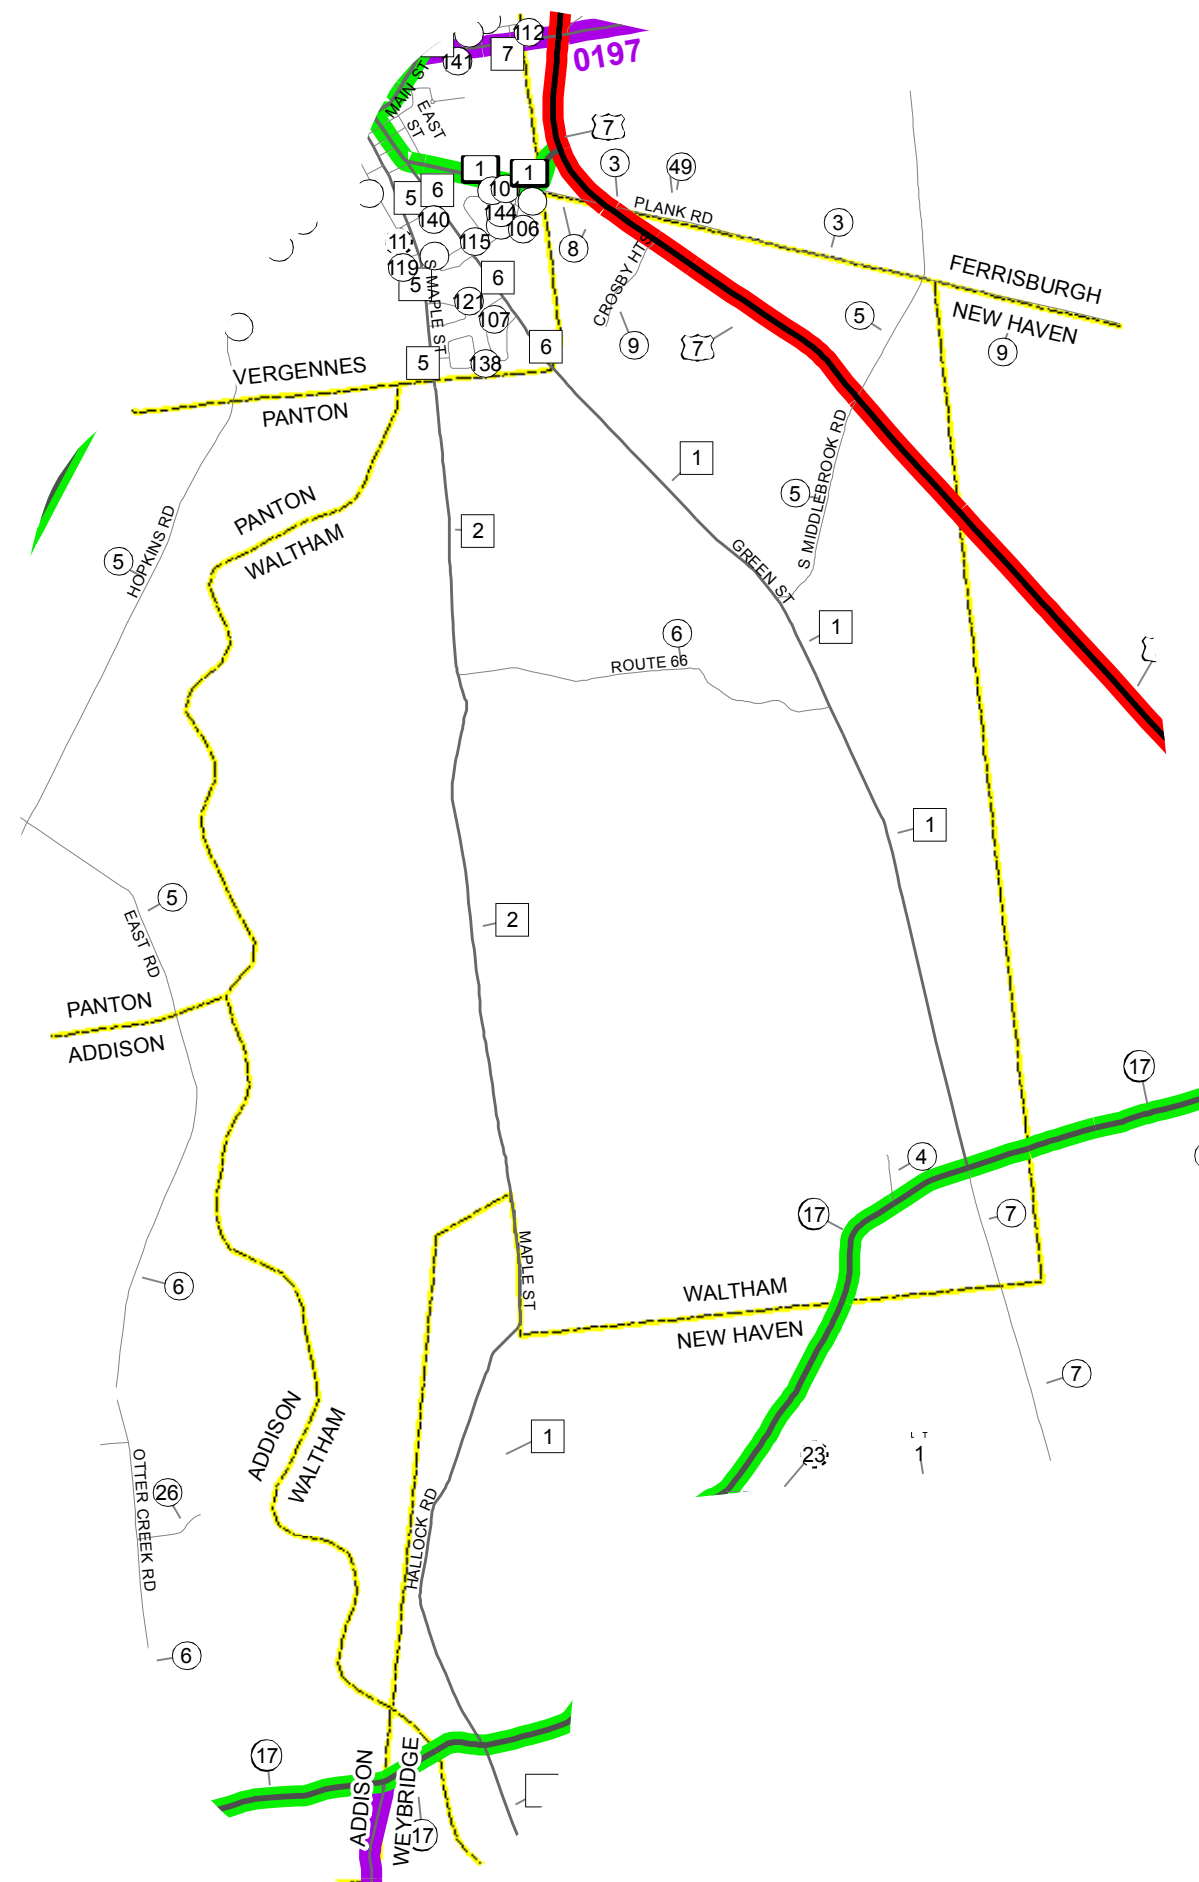 112
7
0197
141
MAIN ST
EAST ST
7
1
1
3
49
5
6
10
PLANK RD
140
144
106
3
11
115
8
119
5
6
S MAPLE ST
CROSBY HTS
FERRISBURGH
NEW HAVEN
121
107
9
7
5
9
6
138
5
VERGENNES
PANTON
1
S MIDDLEBROOK RD
5
PANTON
WALTHAM
2
HOPKINS RD
5
GREEN ST
1
6
ROUTE 66
1
5
EAST RD
2
PANTON
ADDISON
17
4
17
7
MAPLE ST
6
WALTHAM
NEW HAVEN
7
ADDISON
WALTHAM
1
23
1
26
OTTER CREEK RD
HALLOCK RD
6
17
ADDISON
WEYBRIDGE
17